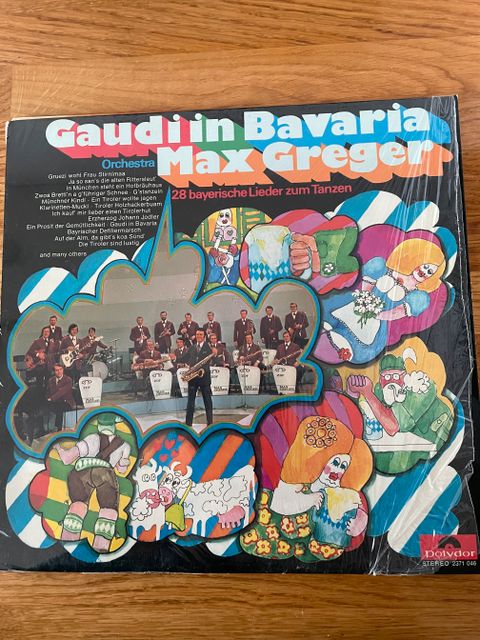 Gaudi in Bavaria
Orchestra Max Greger
28 bayerische Lieder zum Tanzen
Gruezi wohl Frau Stirnimaa
Ja so san's die alten Rittersleut'
In München steht ein Hofbräuhaus
Zwoa Brettl'n a g'führiger Schnee · G'stanzeln
Münchner Kindl · Ein Tiroler wollte jagen
Klarinetten-Muckl · Tiroler Holzhackerbuam
Ich kauf' mir lieber einen Tirolerhut
Erzherzog Johann Jodler
Ein Prosit der Gemütlichkeit · Gaudi in Bavaria
Bayrischer Defiliermarsch
Auf der Alm, da gibt's koa Sünd'
Die Tiroler sind lustig
and many others
MAX
GREGER
Polydor
STEREO 2371 046